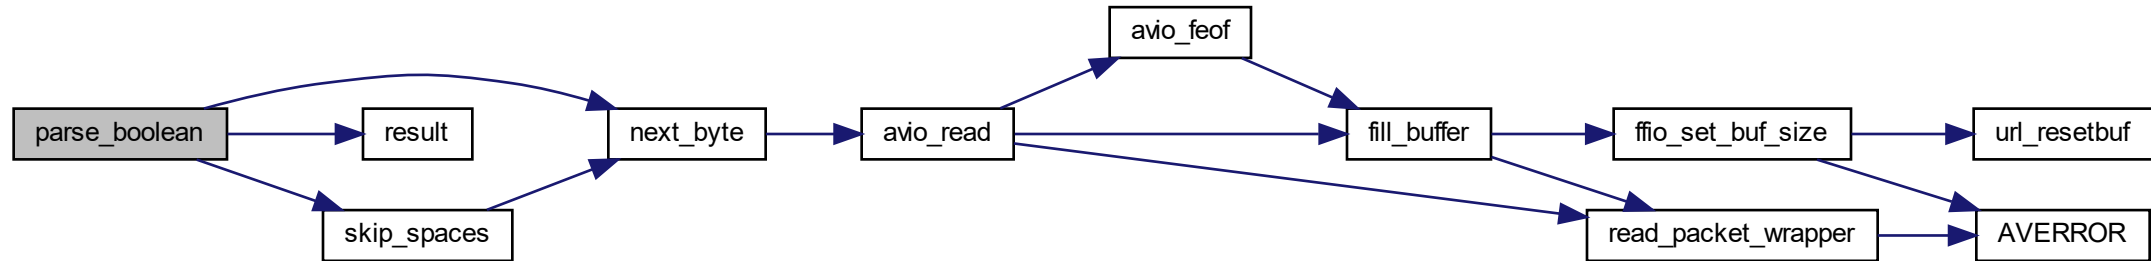 avio_feof
parse_boolean
result
next_byte
avio_read
fill_buffer
ffio_set_buf_size
url_resetbuf
skip_spaces
read_packet_wrapper
AVERROR